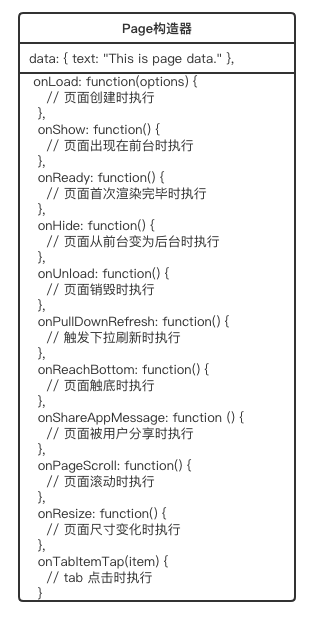 Page构造器
data: { text: "This is page data." },
onLoad: function(options) {
// 页面创建时执行
},
onShow: function() {
// 页面出现在前台时执行
},
onReady: function() {
// 页面首次渲染完毕时执行
},
onHide: function() {
// 页面从前台变为后台时执行
},
onUnload: function() {
// 页面销毁时执行
},
onPullDownRefresh: function() {
// 触发下拉刷新时执行
},
onReachBottom: function() {
// 页面触底时执行
},
onShareAppMessage: function () {
// 页面被用户分享时执行
},
onPageScroll: function() {
// 页面滚动时执行
},
onResize: function() {
// 页面尺寸变化时执行
},
onTabItemTap(item) {
// tab 点击时执行
}